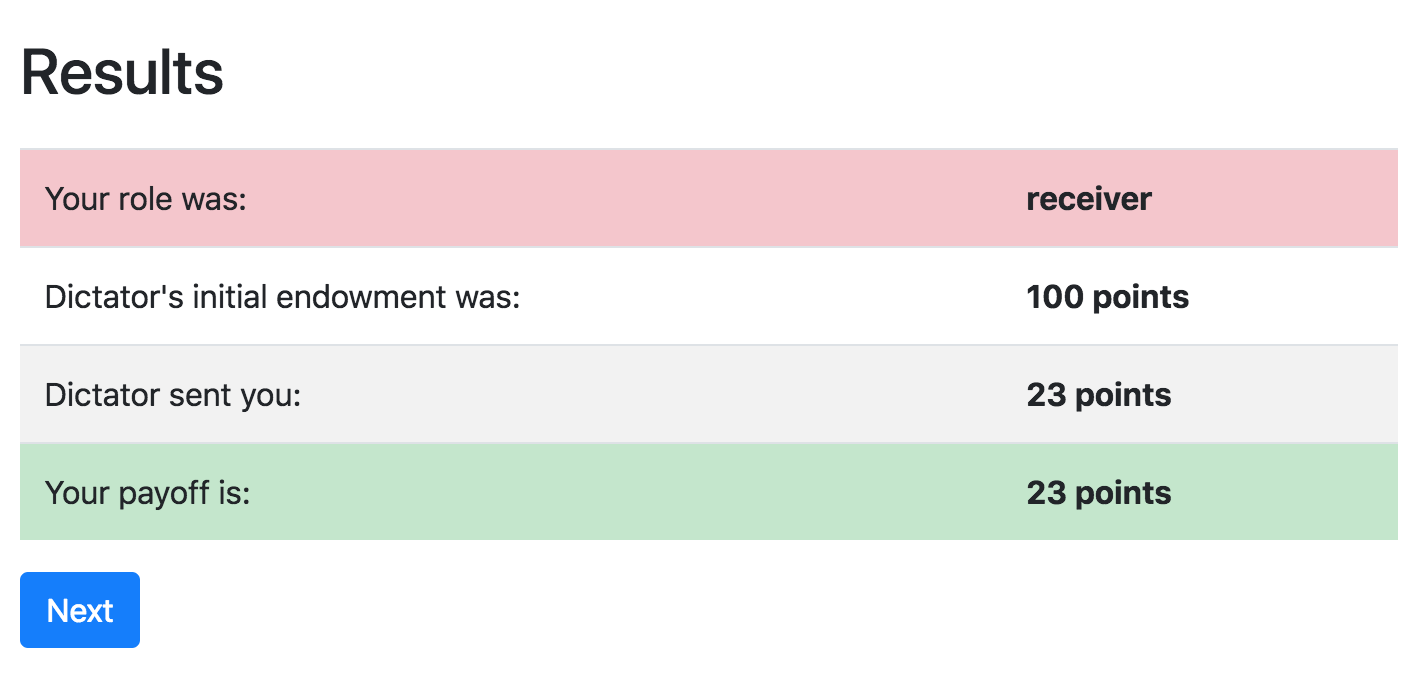 Results
Your role was: receiver
Dictator's initial endowment was: 100 points
Dictator sent you: 23 points
Your payoff is: 23 points
Next